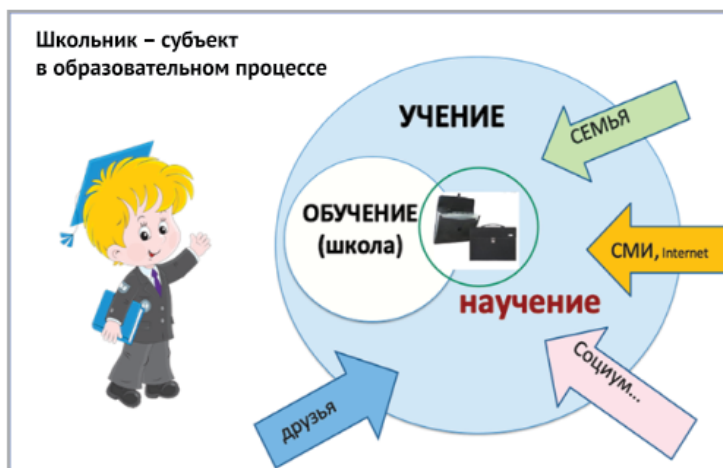 Школьник – субъект
в образовательном процессе
УЧЕНИЕ
СЕМЬЯ
ОБУЧЕНИЕ
(школа)
СМИ, Internet
научение
Социум...
друзья